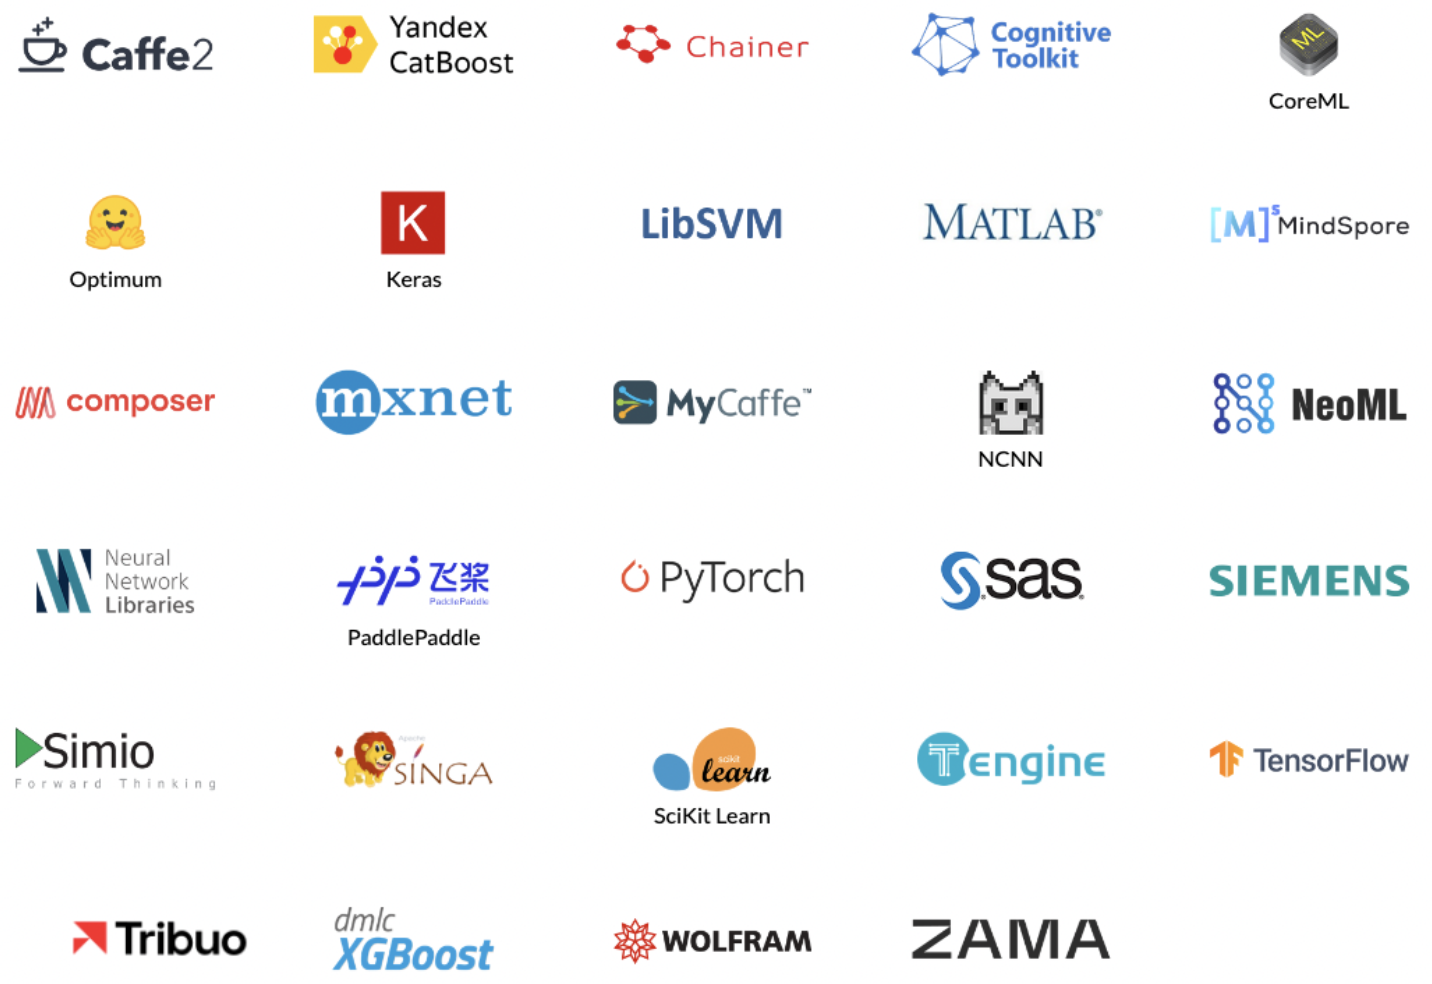 Caffe2
Yandex
CatBoost
Chainer
Cognitive
Toolkit
ML
CoreML
Optimum
K
Keras
LibSVM
MATLAB®
[M]S MindSpore
composer
mxnet
MyCaffe™
NCNN
NeoML
Neural
Network
Libraries
飞桨
PaddlePaddle
PaddlePaddle
PyTorch
sas
SIEMENS
Simio
Forward Thinking
Apache
SINGA
scikit
learn
SciKit Learn
Tengine
TensorFlow
Tribuo
dmlc
XGBoost
WOLFRAM
ZAMA